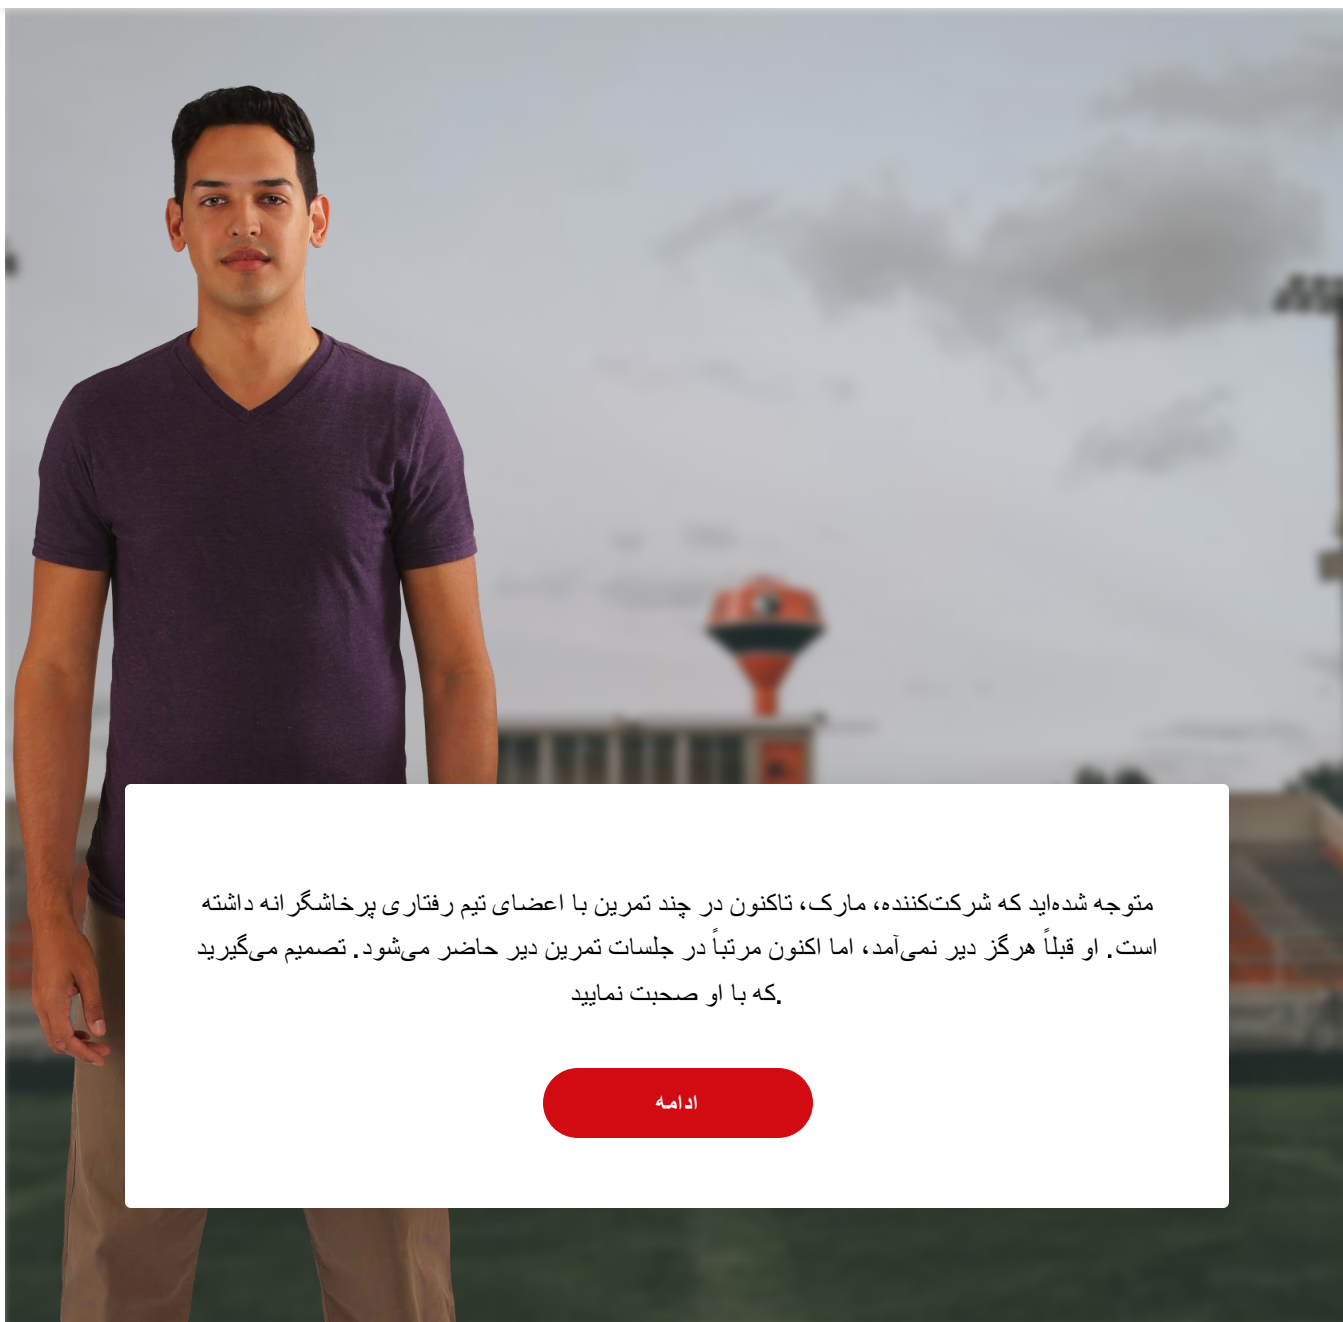 متوجه شده‌اید که شرکت‌کننده، مارک، تاکنون در چند تمرین با اعضای تیم رفتاری پرخاشگرانه داشته
است. او قبلاً هرگز دیر نمی‌آمد، اما اکنون مرتباً در جلسات تمرین دیر حاضر می‌شود. تصمیم می‌گیرید
که با او صحبت نمایید.
ادامه